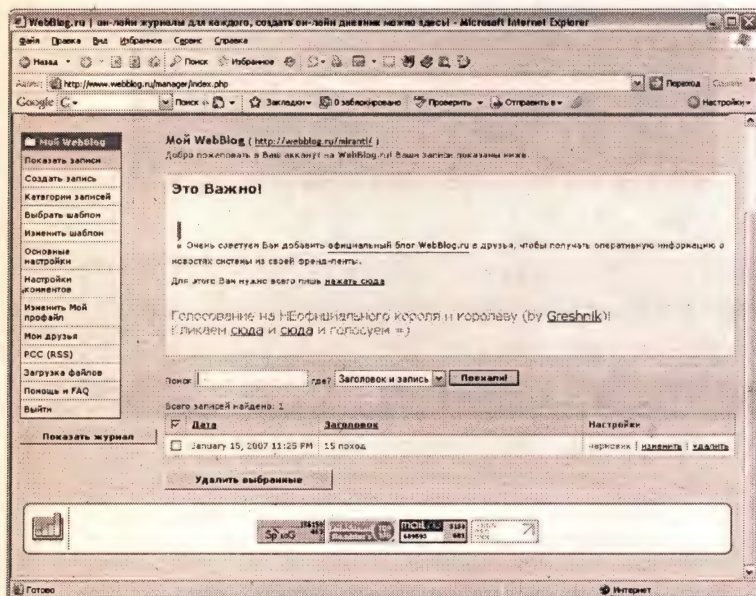 WebBlog.ru | он-лайн журналы для каждого, создать он-лайн дневник можно здесь! - Microsoft Internet Explorer
Файл Правка Вид Избранное Сервис Справка
Назад Поиск Избранное
Адрес: http://www.webblog.ru/manager/index.php Переход Ссылки
Google Поиск Закладки 0 заблокировано Проверить Отправить в Настройки
Мой WebBlog
Показать записи
Создать запись
Категории записей
Выбрать шаблон
Изменить шаблон
Основные
настройки
Настройки
комментов
Изменить Мой
профайл
Мои друзья
РСС (RSS)
Загрузка файлов
Помощь и FAQ
Выйти
Показать журнал
Мой WebBlog ( http://webblog.ru/miranti/ )
Добро пожаловать в Ваш аккаунт на WebBlog.ru! Ваши записи показаны ниже.
Это Важно!
Очень советуем Вам добавить официальный блог WebBlog.ru в друзья, чтобы получать оперативную информацию о
новостях системы из своей френд-ленты.
Для этого Вам нужно всего лишь нажать сюда
Голосование на НЕофициального короля и королеву (by Greshnik)!
Кликаем сюда и сюда и голосуем =)
Поиск где? Заголовок и запись Поехали!
Всего записей найдено: 1
Дата Заголовок Настройки
January 15, 2007 11:25 PM 15 поход черновик | изменить | удалить
Удалить выбранные
SpyLOG
mail.ru
Готово Интернет